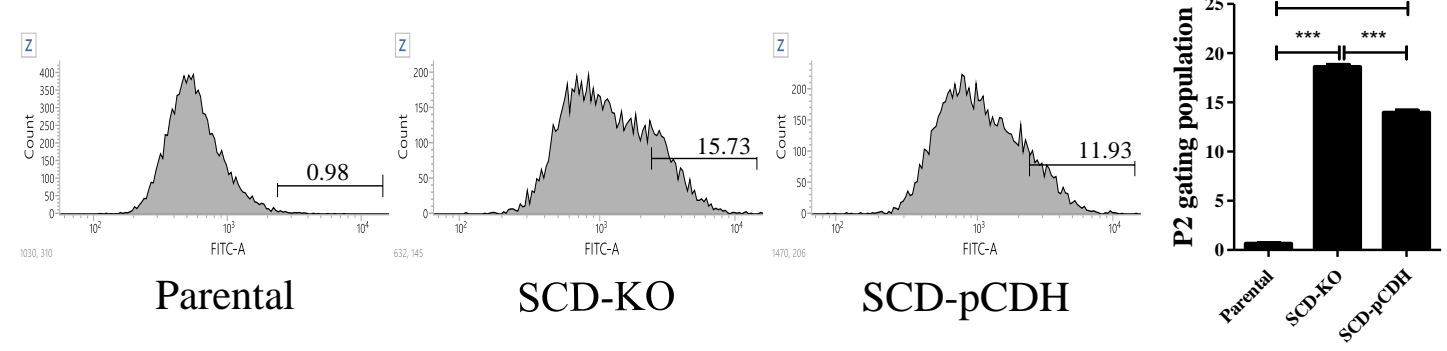 Z
400
350
300
250
200
150
100
50
0
Count
0.98
10²
10³
10⁴
FITC-A
1030, 310
Parental
Z
200
150
100
50
0
Count
15.73
10²
10³
10⁴
FITC-A
632, 145
SCD-KO
Z
200
150
100
50
0
Count
11.93
10²
10³
10⁴
FITC-A
1470, 206
SCD-pCDH
P2 gating population
25
20
15
10
5
0
*** ***
Parental
SCD-KO
SCD-pCDH